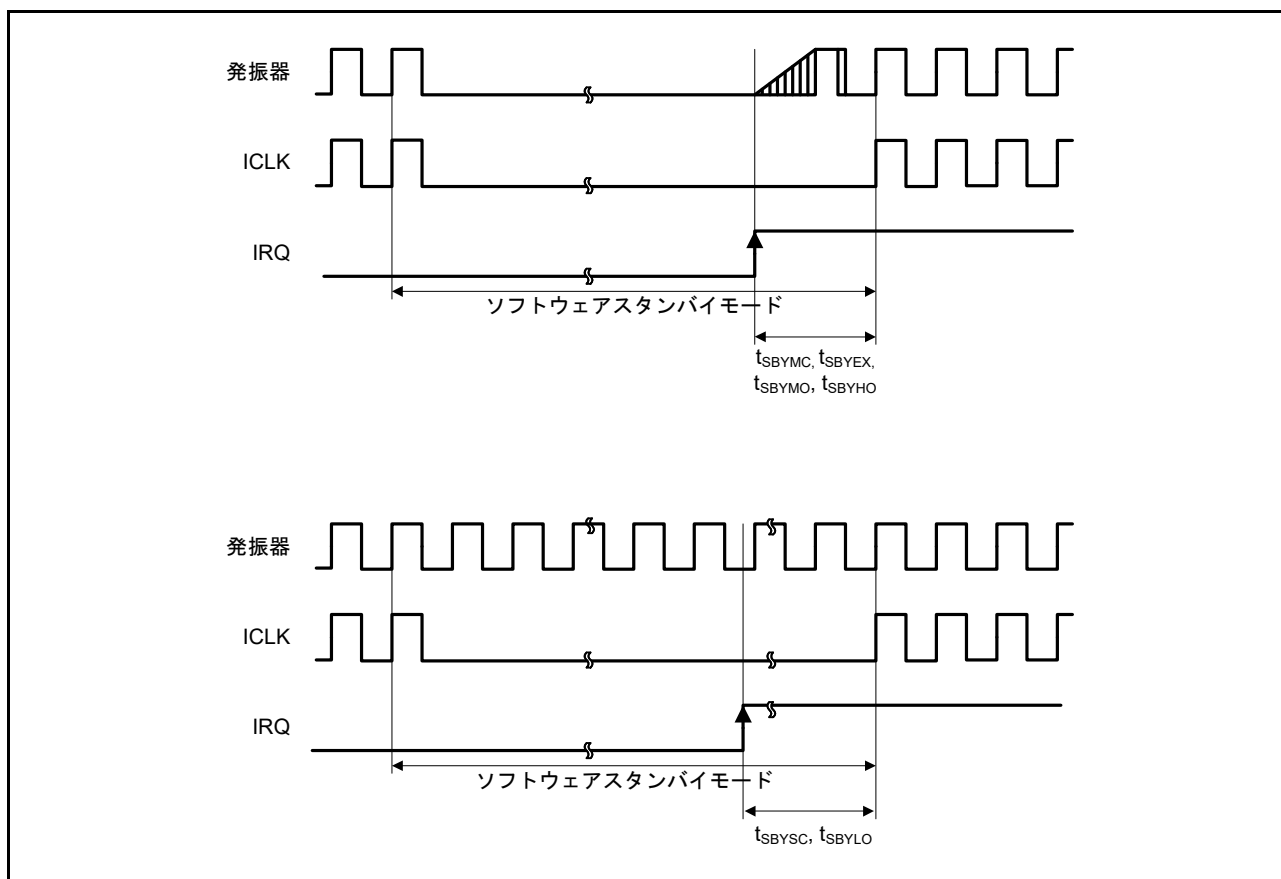 発振器
ICLK
IRQ
ソフトウェアスタンバイモード
tSBYMC, tSBYEX,
tSBYMO, tSBYHO
発振器
ICLK
IRQ
ソフトウェアスタンバイモード
tSBYSC, tSBYLO